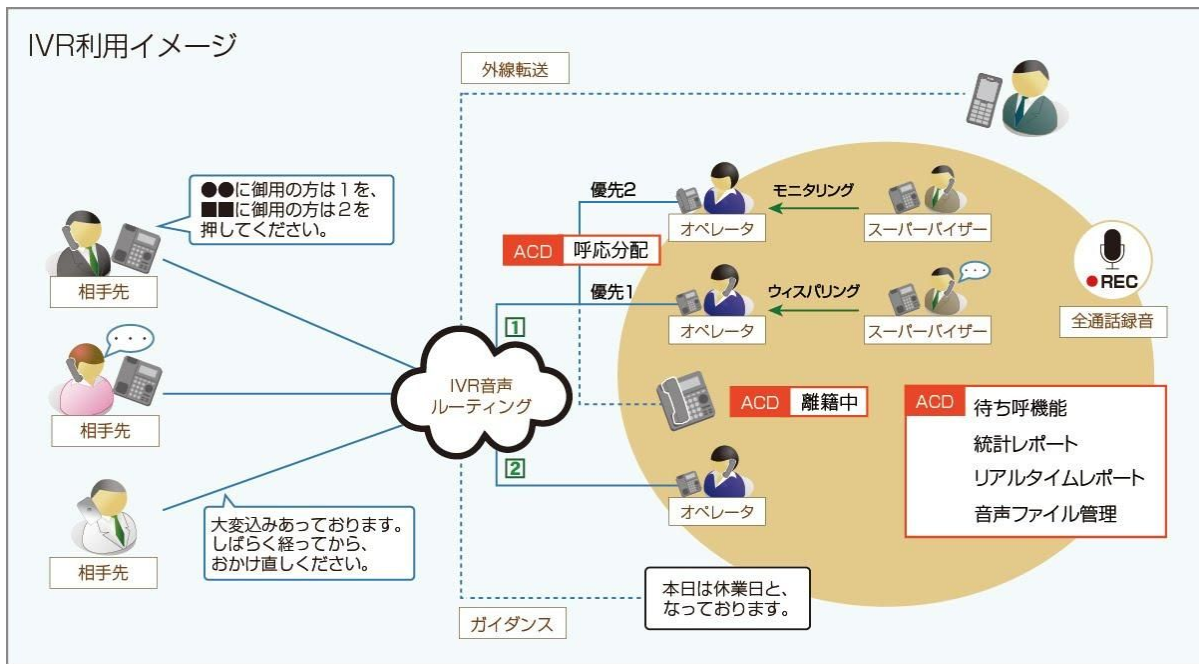 IVR利用イメージ
外線転送
●●に御用の方は１を、
■■に御用の方は２を
押してください。
相手先
・・・
相手先
大変込みあっております。
しばらく経ってから、
おかけ直しください。
相手先
IVR音声
ルーティング
1
2
ACD 呼応分配
優先2
オペレータ
モニタリング
スーパーバイザー
優先1
オペレータ
ウィスパリング
・・・
スーパーバイザー
REC
全通話録音
ACD 離籍中
オペレータ
ACD 待ち呼機能
統計レポート
リアルタイムレポート
音声ファイル管理
本日は休業日と、
なっております。
ガイダンス